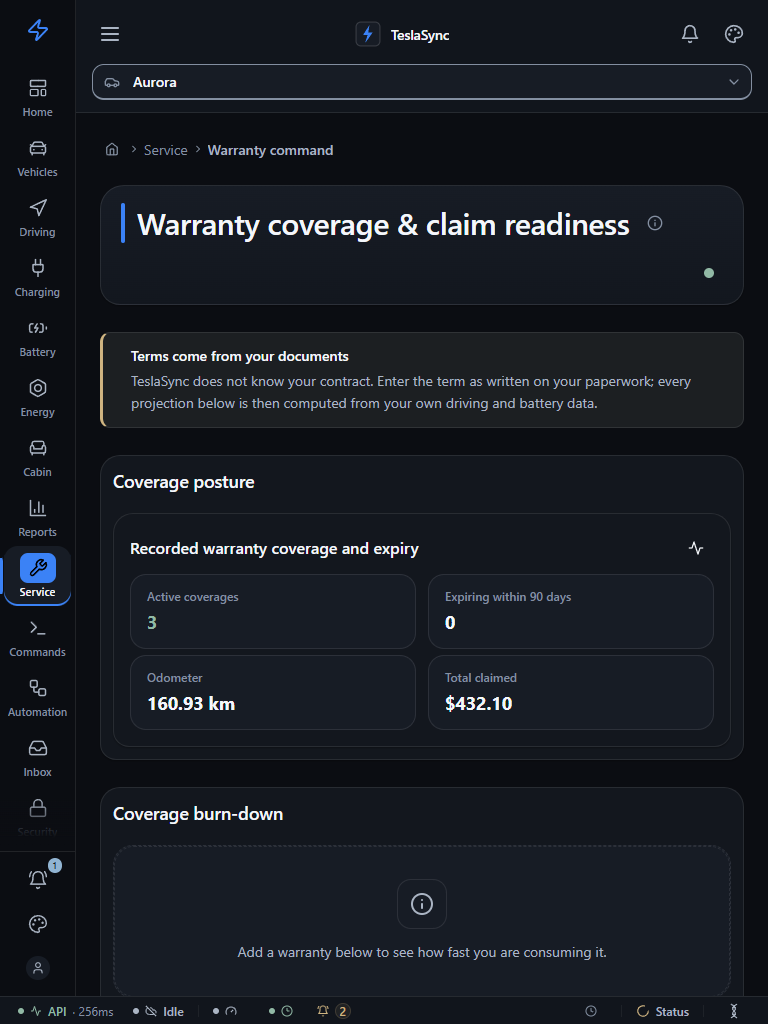 TeslaSync
Aurora
Home
Vehicles
Driving
Charging
Battery
Energy
Cabin
Reports
Service
Commands
Automation
Inbox
Security
1
Service
Warranty command
Warranty coverage & claim readiness
Terms come from your documents
TeslaSync does not know your contract. Enter the term as written on your paperwork; every
projection below is then computed from your own driving and battery data.
Coverage posture
Recorded warranty coverage and expiry
Active coverages
3
Expiring within 90 days
0
Odometer
160.93 km
Total claimed
$432.10
Coverage burn-down
Add a warranty below to see how fast you are consuming it.
API · 256ms
Idle
2
Status